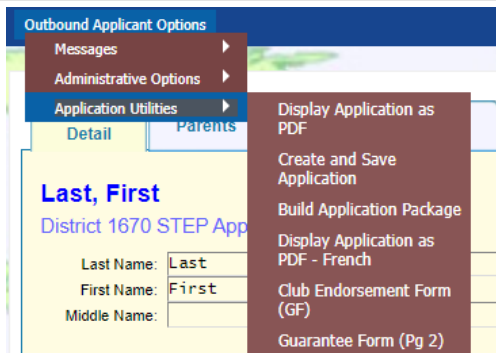 Outbound Applicant Options
Messages
Administrative Options
Application Utilities
Display Application as
PDF
Create and Save
Application
Build Application Package
Display Application as
PDF - French
Club Endorsement Form
(GF)
Guarantee Form (Pg 2)
Detail
Parents
Last, First
District 1670 STEP App
Last Name: Last
First Name: First
Middle Name: